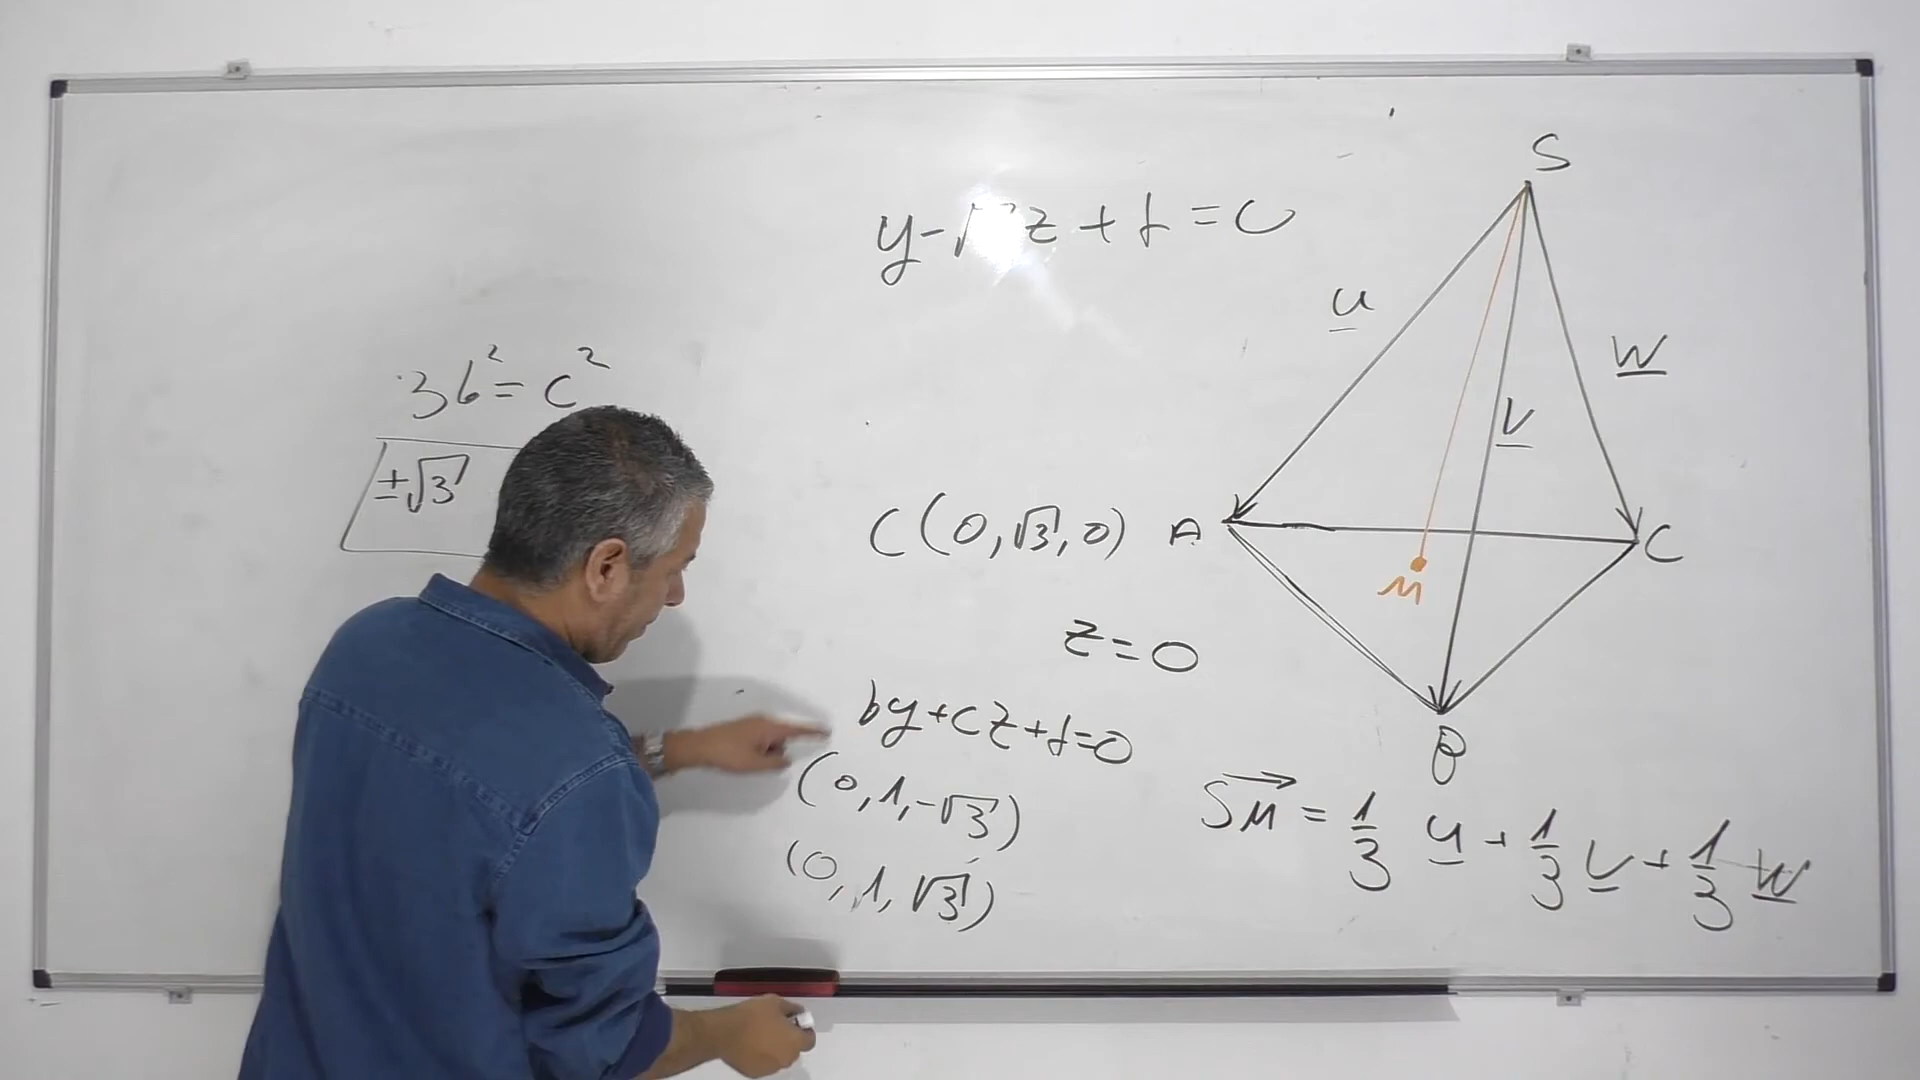 3b² = c²
±√3
y - √ z + d = 0
C (0, √3, 0)
z = 0
by + cz + d = 0
(0, 1, -√3)
(0, 1, √3)
S
u
w
v
A
C
M
B
SM = 1/3 u + 1/3 v + 1/3 w